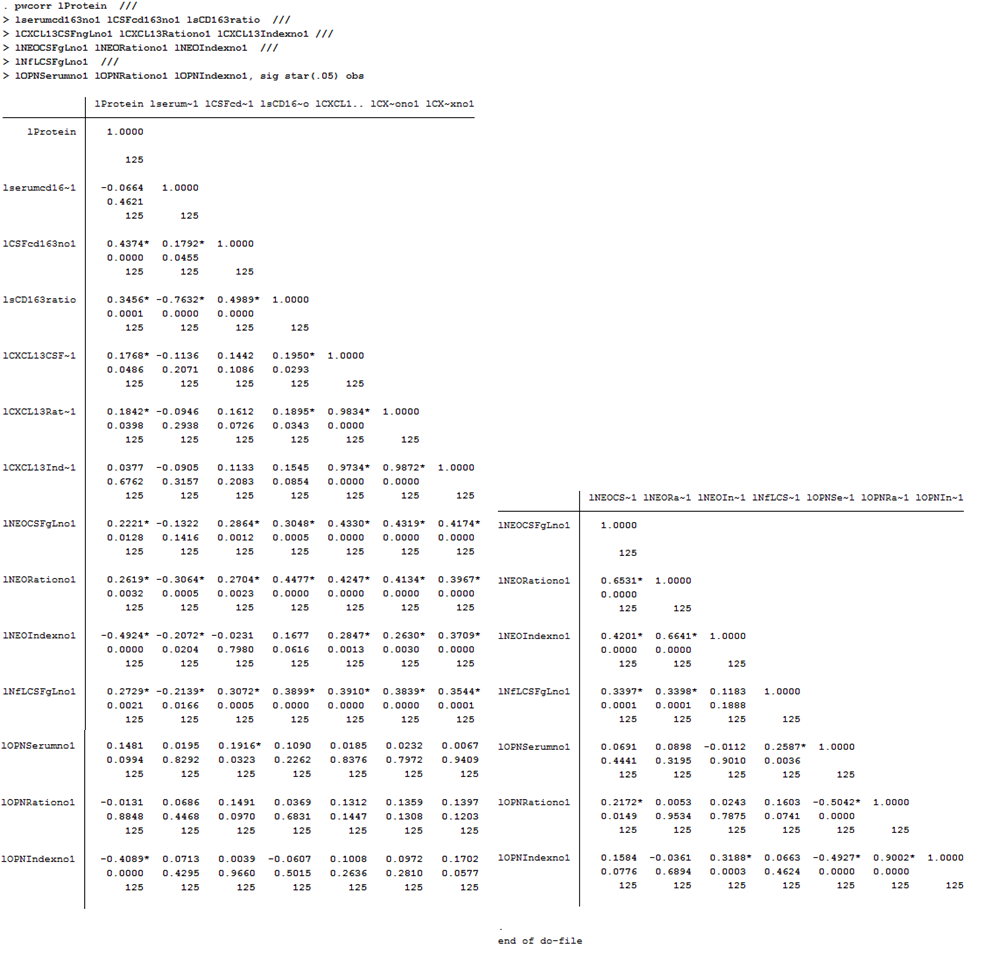 . pwcorr lProtein  ///
> lserumcd163no1 lCSFcd163no1 lsCD163ratio  ///
> lCXCL13CSFngLno1 lCXCL13Rationo1 lCXCL13Indexno1 ///
> lNEOCSFgLno1 lNEORationo1 lNEOIndexno1  ///
> lNfLCSFgLno1  ///
> lOPNSerumno1 lOPNRationo1 lOPNIndexno1, sig star(.05) obs
lProtein lserum~1 lCSFcd~1 lsCD16~o lCXCL1.. lCX~ono1 lCX~xno1
lProtein 1.0000
125
lserumcd16~1 -0.0664 1.0000
0.4621
125 125
lCSFcd163no1 0.4374* 0.1792* 1.0000
0.0000 0.0455
125 125 125
lsCD163ratio 0.3456* -0.7632* 0.4989* 1.0000
0.0001 0.0000 0.0000
125 125 125 125
lCXCL13CSF~1 0.1768* -0.1136 0.1442 0.1950* 1.0000
0.0486 0.2071 0.1086 0.0293
125 125 125 125 125
lCXCL13Rat~1 0.1842* -0.0946 0.1612 0.1895* 0.9834* 1.0000
0.0398 0.2938 0.0726 0.0343 0.0000
125 125 125 125 125 125
lCXCL13Ind~1 0.0377 -0.0905 0.1133 0.1545 0.9734* 0.9872* 1.0000
0.6762 0.3157 0.2083 0.0854 0.0000 0.0000
125 125 125 125 125 125 125
lNEOCSFgLno1 0.2221* -0.1322 0.2864* 0.3048* 0.4330* 0.4319* 0.4174*
0.0128 0.1416 0.0012 0.0005 0.0000 0.0000 0.0000
125 125 125 125 125 125 125
lNEORationo1 0.2619* -0.3064* 0.2704* 0.4477* 0.4247* 0.4134* 0.3967*
0.0032 0.0005 0.0023 0.0000 0.0000 0.0000 0.0000
125 125 125 125 125 125 125
lNEOIndexno1 -0.4924* -0.2072* -0.0231 0.1677 0.2847* 0.2630* 0.3709*
0.0000 0.0204 0.7980 0.0616 0.0013 0.0030 0.0000
125 125 125 125 125 125 125
lNfLCSFgLno1 0.2729* -0.2139* 0.3072* 0.3899* 0.3910* 0.3839* 0.3544*
0.0021 0.0166 0.0005 0.0000 0.0000 0.0000 0.0001
125 125 125 125 125 125 125
lOPNSerumno1 0.1481 0.0195 0.1916* 0.1090 0.0185 0.0232 0.0067
0.0994 0.8292 0.0323 0.2262 0.8376 0.7972 0.9409
125 125 125 125 125 125 125
lOPNRationo1 -0.0131 0.0686 0.1491 0.0369 0.1312 0.1359 0.1397
0.8848 0.4468 0.0970 0.6831 0.1447 0.1308 0.1203
125 125 125 125 125 125 125
lOPNIndexno1 -0.4089* 0.0713 0.0039 -0.0607 0.1008 0.0972 0.1702
0.0000 0.4295 0.9660 0.5015 0.2636 0.2810 0.0577
125 125 125 125 125 125 125
lNEOCS~1 lNEORa~1 lNEOIn~1 lNfLCS~1 lOPNSe~1 lOPNRa~1 lOPNIn~1
lNEOCSFgLno1 1.0000
125
lNEORationo1 0.6531* 1.0000
0.0000
125 125
lNEOIndexno1 0.4201* 0.6641* 1.0000
0.0000 0.0000
125 125 125
lNfLCSFgLno1 0.3397* 0.3398* 0.1183 1.0000
0.0001 0.0001 0.1888
125 125 125 125
lOPNSerumno1 0.0691 0.0898 -0.0112 0.2587* 1.0000
0.4441 0.3195 0.9010 0.0036
125 125 125 125 125
lOPNRationo1 0.2172* 0.0053 0.0243 0.1603 -0.5042* 1.0000
0.0149 0.9534 0.7875 0.0741 0.0000
125 125 125 125 125 125
lOPNIndexno1 0.1584 -0.0361 0.3188* 0.0663 -0.4927* 0.9002* 1.0000
0.0776 0.6894 0.0003 0.4624 0.0000 0.0000
125 125 125 125 125 125 125
.
end of do-file